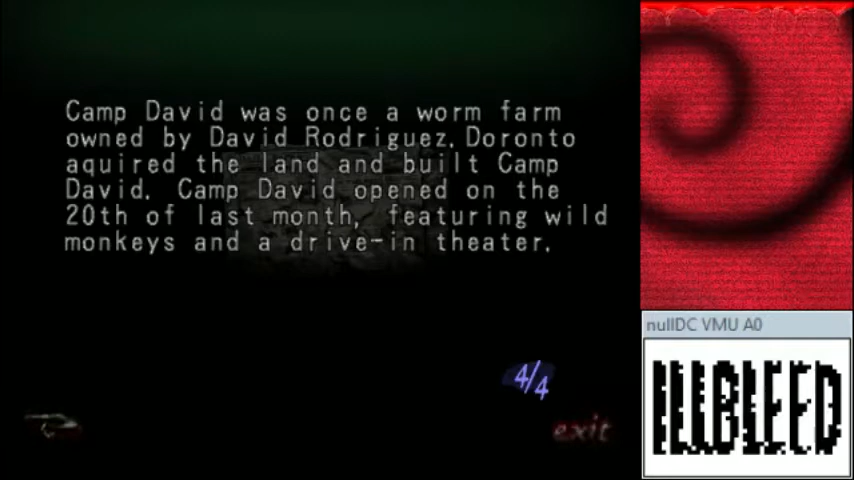 Camp David was once a worm farm
owned by David Rodriguez. Doronto
aquired the land and built Camp
David. Camp David opened on the
20th of last month, featuring wild
monkeys and a drive-in theater.
4/4
exit
nullDC VMU A0
ILLBLEED